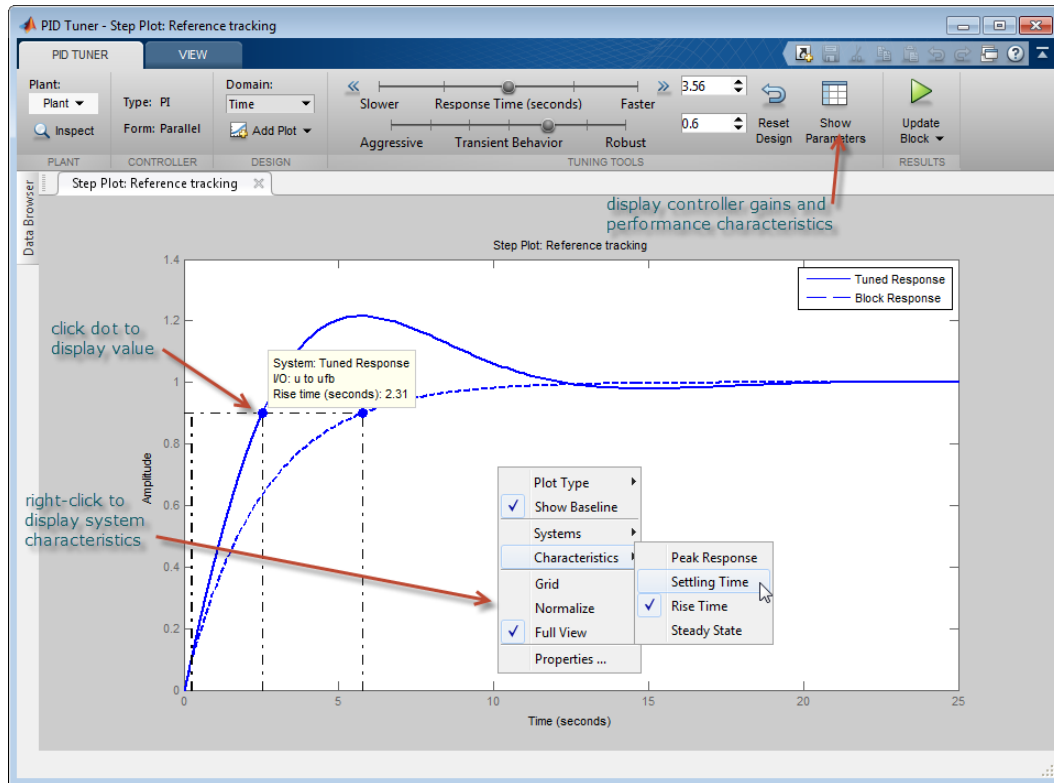 PID Tuner - Step Plot: Reference tracking
PID TUNER
VIEW
Plant:
Plant
Inspect
PLANT
Type: PI
Form: Parallel
CONTROLLER
Domain:
Time
Add Plot
DESIGN
Slower Response Time (seconds) Faster
3.56
Aggressive Transient Behavior Robust
0.6
Reset
Design
Show
Parameters
TUNING TOOLS
Update
Block
RESULTS
Data Browser
Step Plot: Reference tracking
display controller gains and
performance characteristics
Step Plot: Reference tracking
Tuned Response
Block Response
click dot to
display value
System: Tuned Response
I/O: u to ufb
Rise time (seconds): 2.31
right-click to
display system
characteristics
Amplitude
1.4
1.2
1
0.8
0.6
0.4
0.2
0
Plot Type
Show Baseline
Systems
Characteristics
Grid
Normalize
Full View
Properties ...
Peak Response
Settling Time
Rise Time
Steady State
0 5 10 15 20 25
Time (seconds)